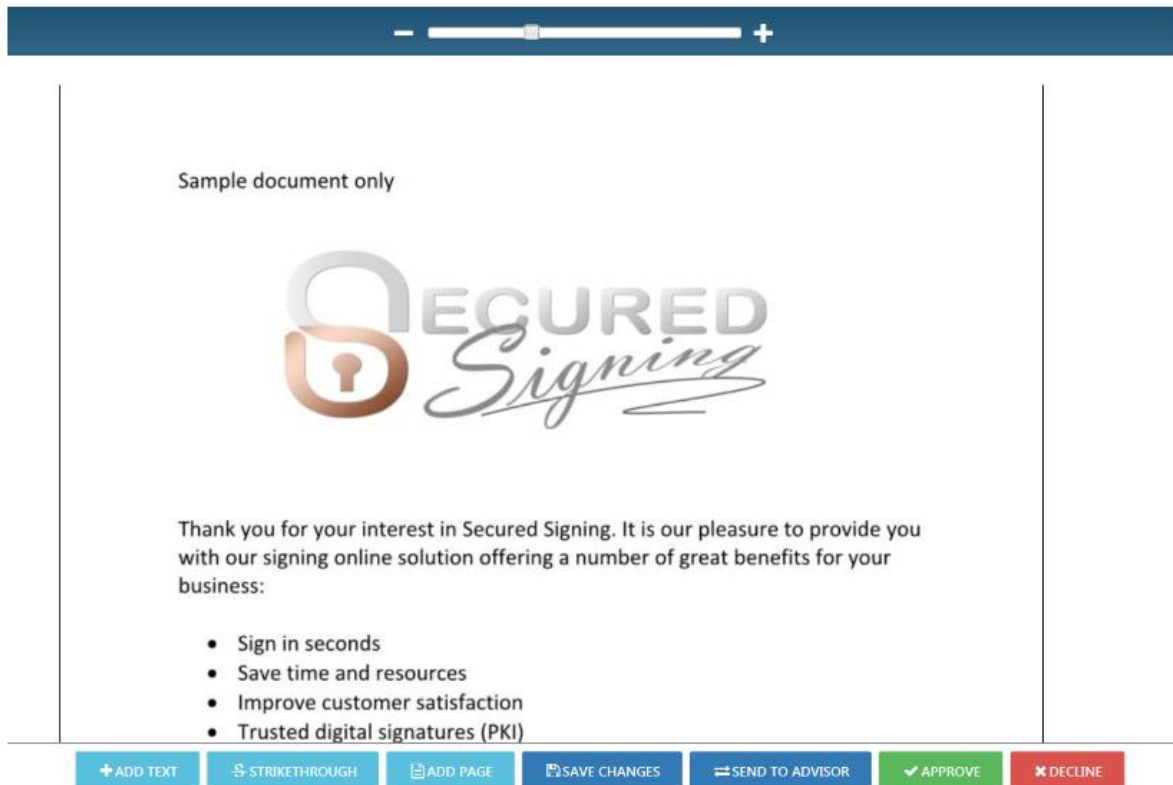 Sample document only
SECURED
Signing
Thank you for your interest in Secured Signing. It is our pleasure to provide you
with our signing online solution offering a number of great benefits for your
business:
• Sign in seconds
• Save time and resources
• Improve customer satisfaction
• Trusted digital signatures (PKI)
ADD TEXT STRIKETHROUGH ADD PAGE SAVE CHANGES SEND TO ADVISOR APPROVE DECLINE